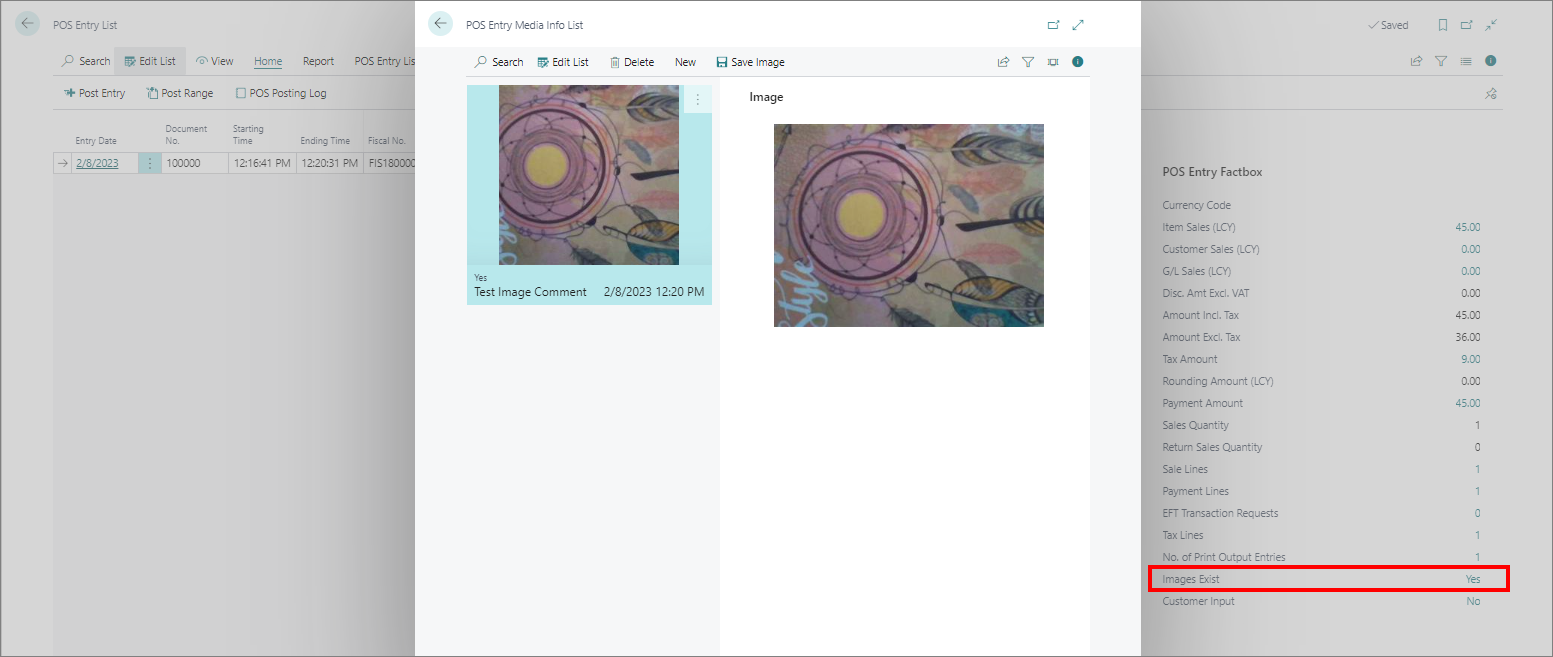 POS Entry List
Search Edit List View Home Report POS Entry Lis
Post Entry Post Range POS Posting Log
Entry Date Document No. Starting Time Ending Time Fiscal No.
2/8/2023 100000 12:16:41 PM 12:20:31 PM FIS180000
POS Entry Media Info List
Search Edit List Delete New Save Image
Yes
Test Image Comment 2/8/2023 12:20 PM
Image
Style
Saved
POS Entry Factbox
Currency Code
Item Sales (LCY) 45.00
Customer Sales (LCY) 0.00
G/L Sales (LCY) 0.00
Disc. Amt Excl. VAT 0.00
Amount Incl. Tax 45.00
Amount Excl. Tax 36.00
Tax Amount 9.00
Rounding Amount (LCY) 0.00
Payment Amount 45.00
Sales Quantity 1
Return Sales Quantity 0
Sale Lines 1
Payment Lines 1
EFT Transaction Requests 0
Tax Lines 1
No. of Print Output Entries 1
Images Exist Yes
Customer Input No